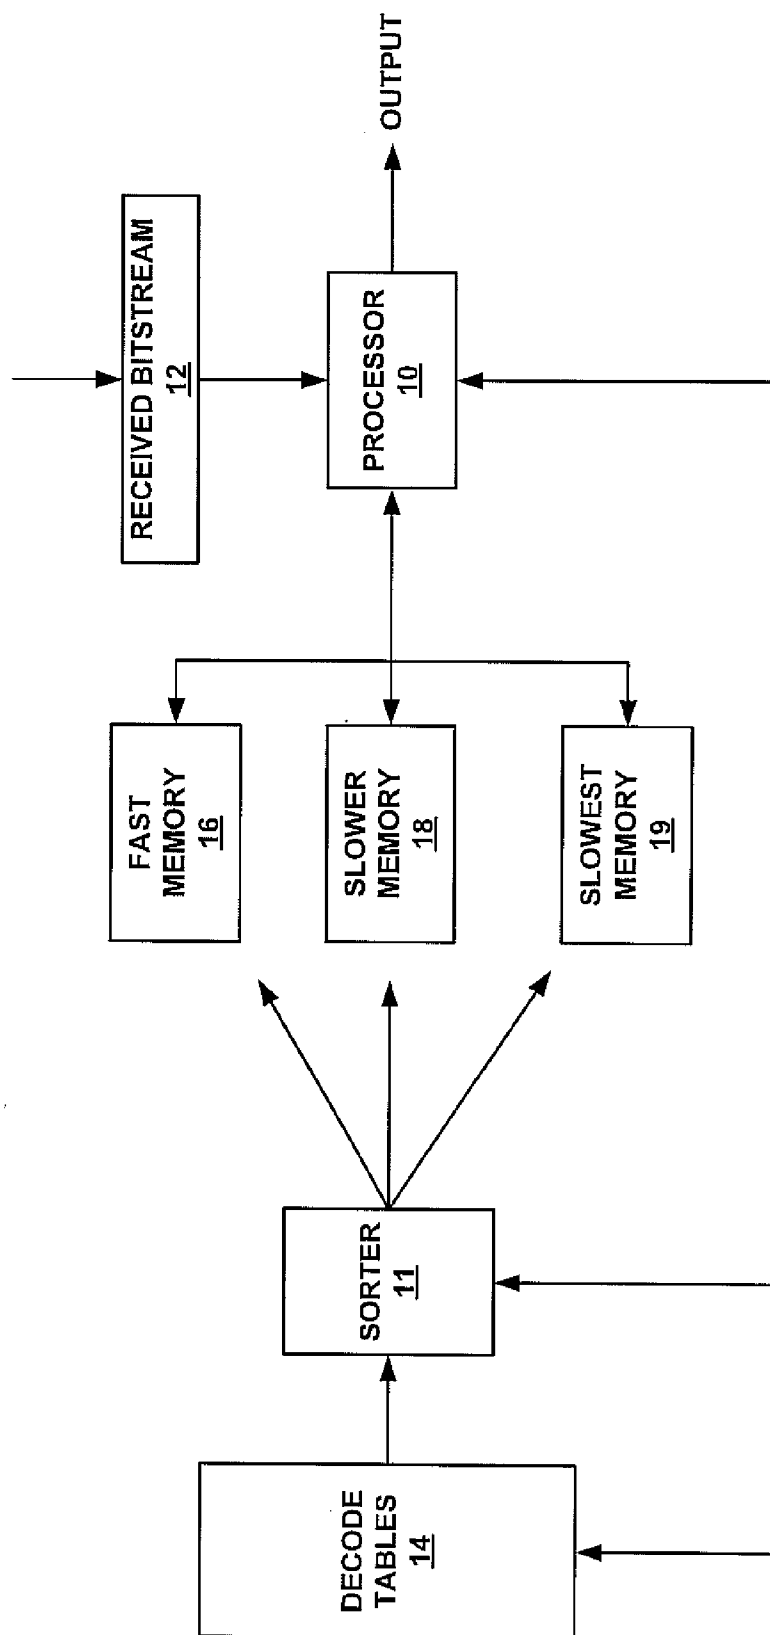 DECODE
TABLES
14
SORTER
11
FAST
MEMORY
16
SLOWER
MEMORY
18
SLOWEST
MEMORY
19
RECEIVED BITSTREAM
12
PROCESSOR
10
OUTPUT